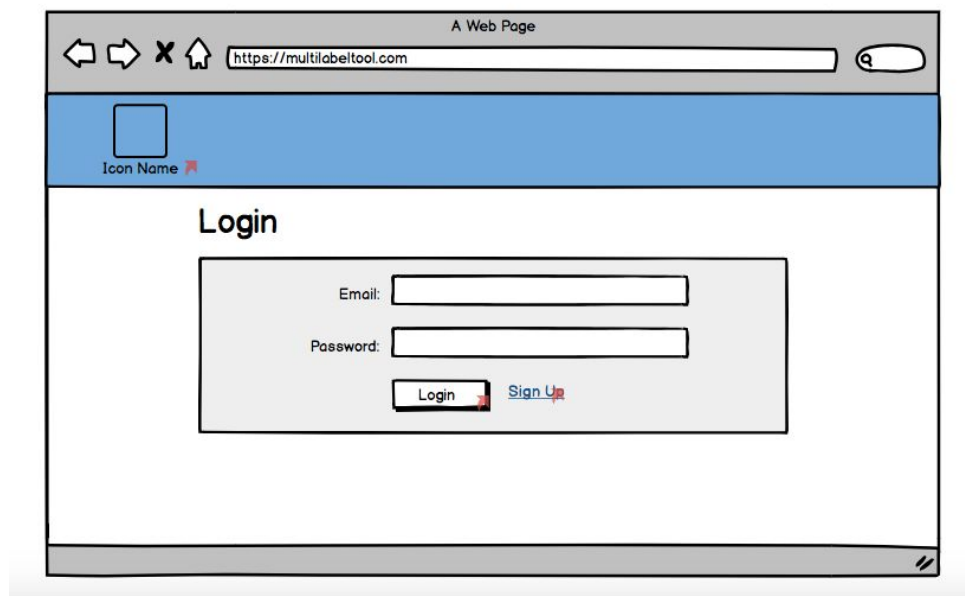 A Web Page
https://multilabeltool.com
Icon Name
Login
Email:
Password:
Login Sign Up